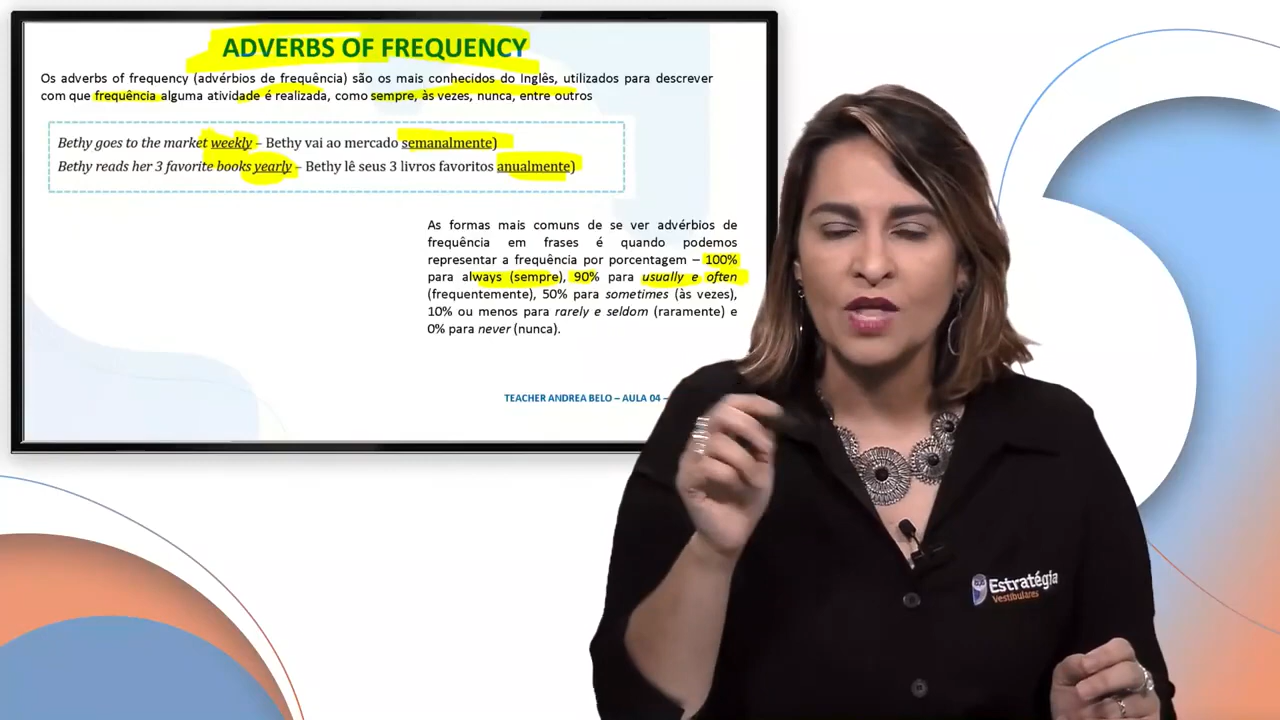 ADVERBS OF FREQUENCY
Os adverbs of frequency (advérbios de frequência) são os mais conhecidos do Inglês, utilizados para descrever
com que frequência alguma atividade é realizada, como sempre, às vezes, nunca, entre outros
Bethy goes to the market weekly – Bethy vai ao mercado semanalmente)
Bethy reads her 3 favorite books yearly – Bethy lê seus 3 livros favoritos anualmente)
As formas mais comuns de se ver advérbios de
frequência em frases é quando podemos
representar a frequência por porcentagem – 100%
para always (sempre), 90% para usually e often
(frequentemente), 50% para sometimes (às vezes),
10% ou menos para rarely e seldom (raramente) e
0% para never (nunca).
TEACHER ANDREA BELO – AULA 04 –
Estratégia
Vestibulares